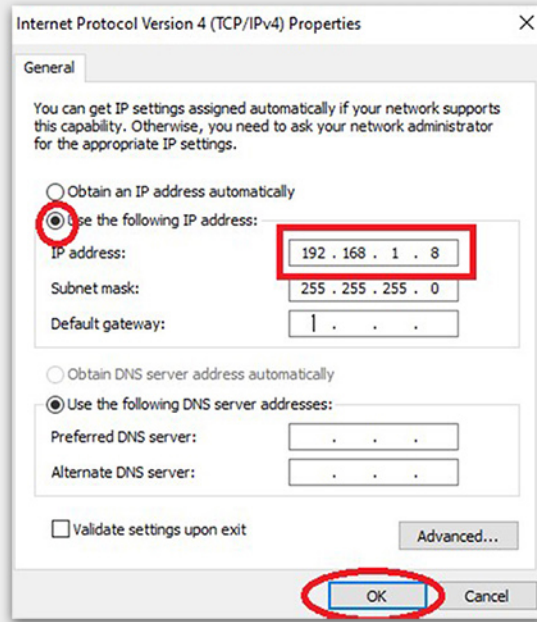 Internet Protocol Version 4 (TCP/IPv4) Properties
General
You can get IP settings assigned automatically if your network supports
this capability. Otherwise, you need to ask your network administrator
for the appropriate IP settings.
Obtain an IP address automatically
Use the following IP address:
IP address: 192 . 168 . 1 . 8
Subnet mask: 255 . 255 . 255 . 0
Default gateway: . . .
Obtain DNS server address automatically
Use the following DNS server addresses:
Preferred DNS server: . . .
Alternate DNS server: . . .
Validate settings upon exit
Advanced...
OK Cancel